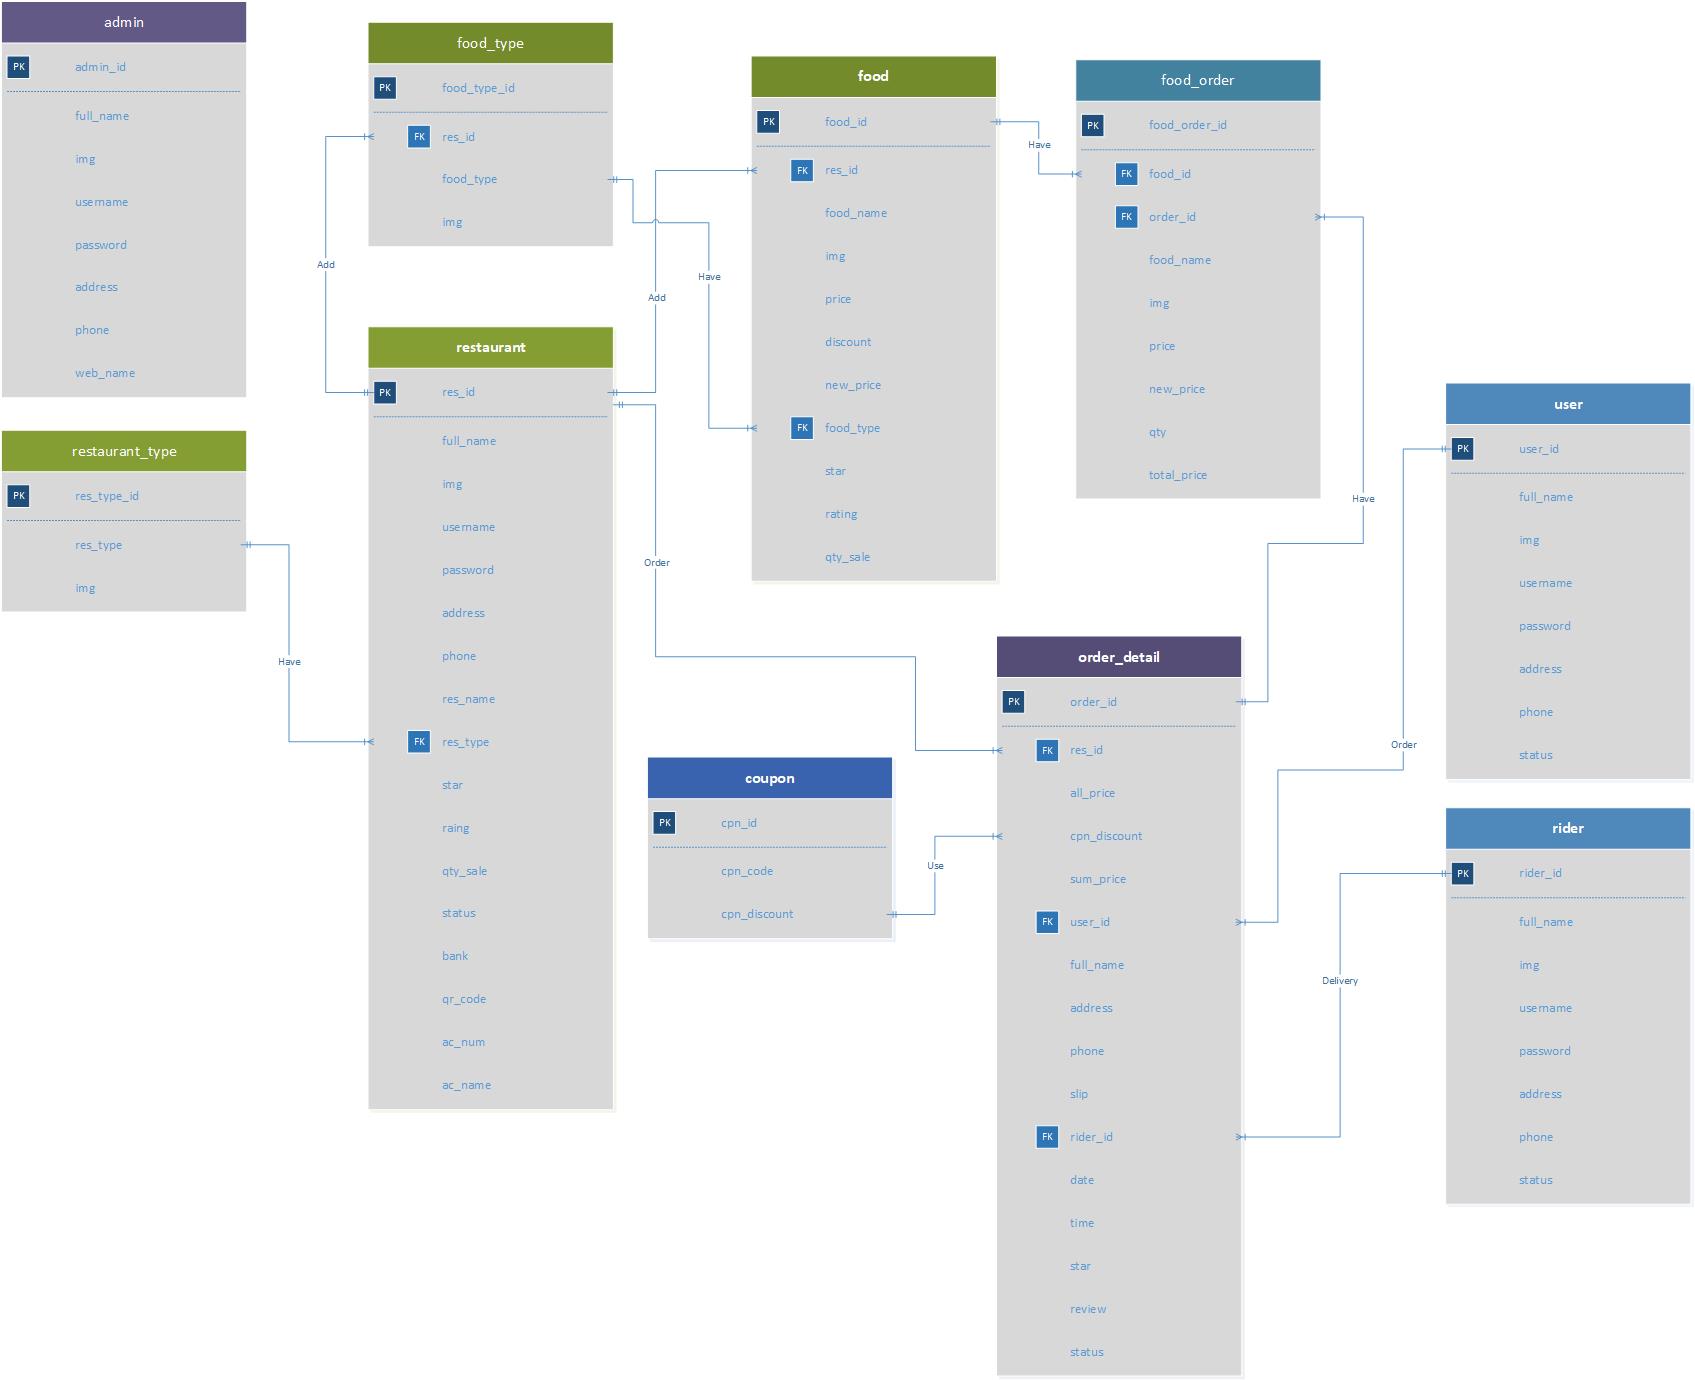 admin
PK admin_id
full_name
img
username
password
address
phone
web_name
food_type
PK food_type_id
FK res_id
food_type
img
food
PK food_id
FK res_id
food_name
img
price
discount
new_price
FK food_type
star
rating
qty_sale
food_order
PK food_order_id
FK food_id
FK order_id
food_name
img
price
new_price
qty
total_price
restaurant_type
PK res_type_id
res_type
img
restaurant
PK res_id
full_name
img
username
password
address
phone
res_name
FK res_type
star
raing
qty_sale
status
bank
qr_code
ac_num
ac_name
coupon
PK cpn_id
cpn_code
cpn_discount
order_detail
PK order_id
FK res_id
all_price
cpn_discount
sum_price
FK user_id
full_name
address
phone
slip
FK rider_id
date
time
star
review
status
user
PK user_id
full_name
img
username
password
address
phone
status
rider
PK rider_id
full_name
img
username
password
address
phone
status
Add
Have
Add
Have
Have
Order
Have
Use
Order
Delivery